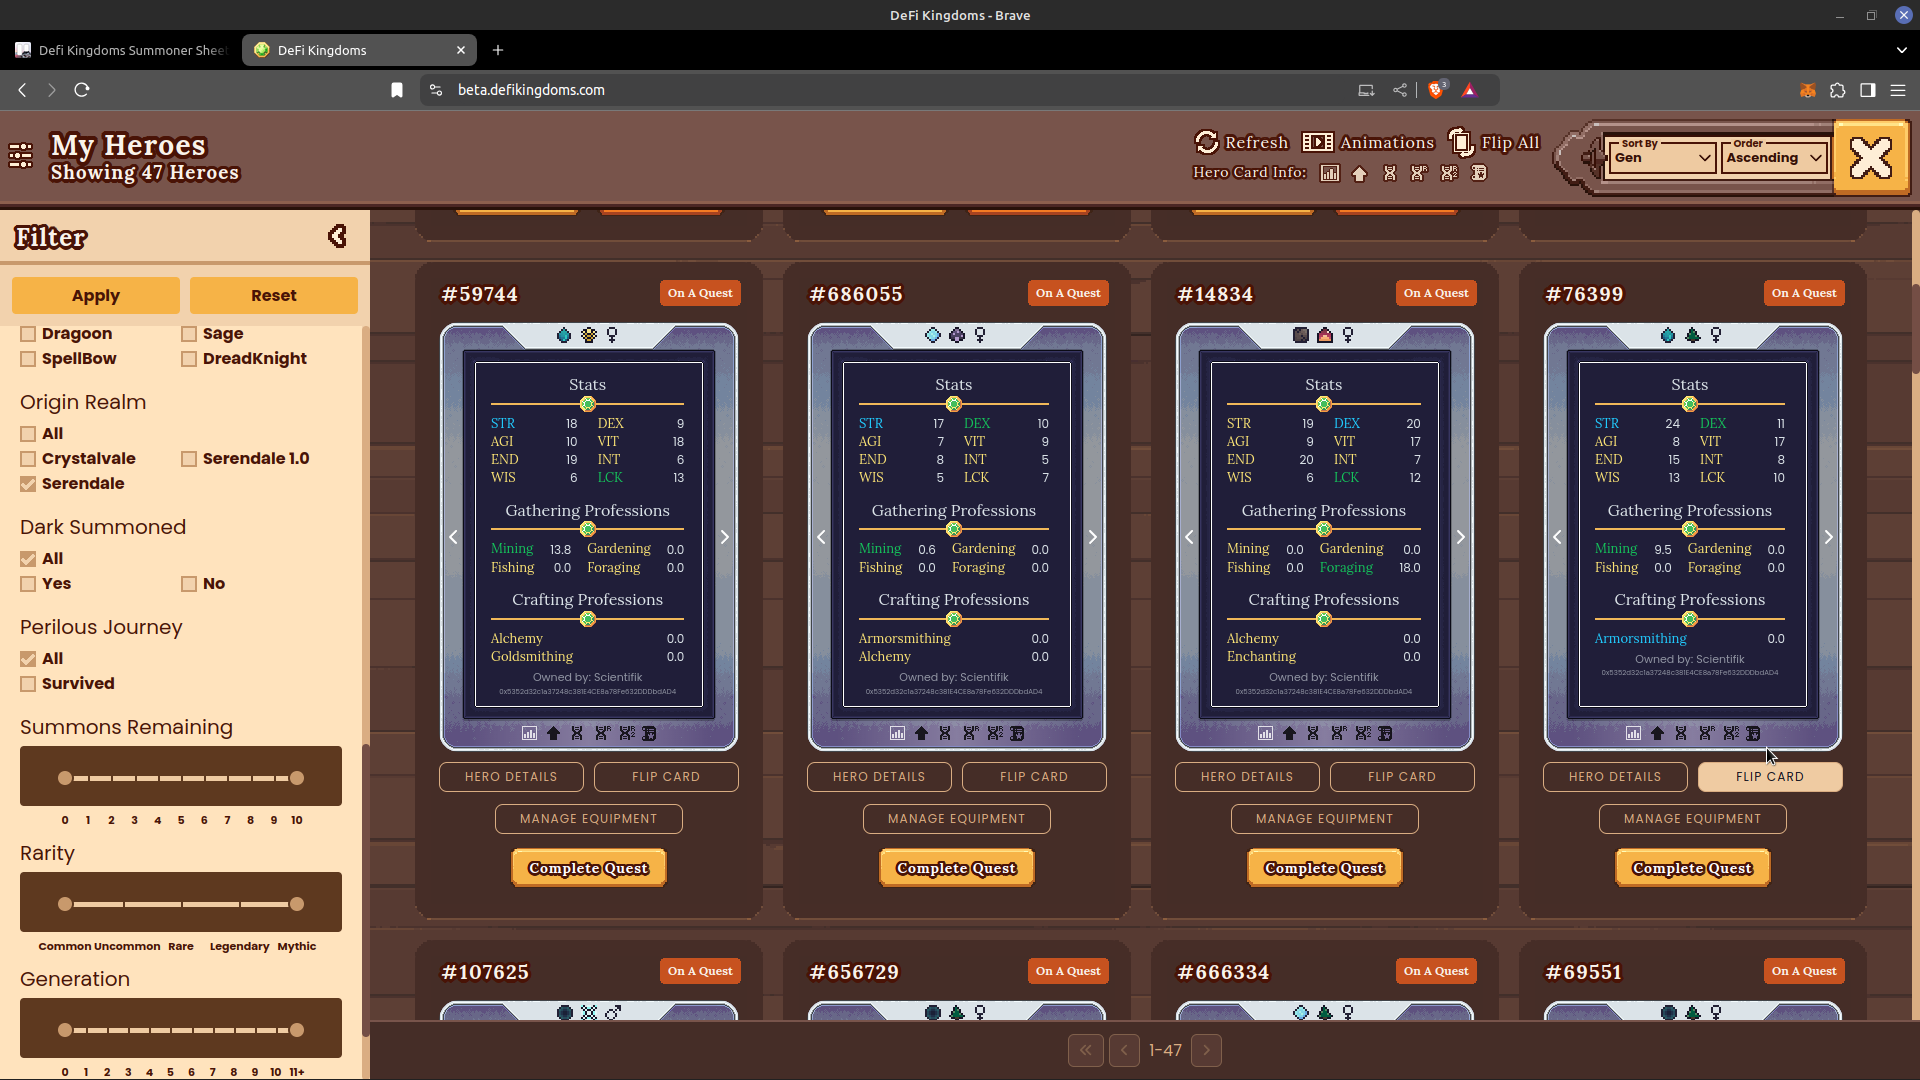 DeFi Kingdoms - Brave
Defi Kingdoms Summoner Shee
DeFi Kingdoms
beta.defikingdoms.com
3
My Heroes
Showing 47 Heroes
Refresh
Animations
Flip All
Hero Card Info:
Sort By
Gen
Order
Ascending
Filter
Apply
Reset
Dragoon
Sage
SpellBow
DreadKnight
Origin Realm
All
Crystalvale
Serendale 1.0
Serendale
Dark Summoned
All
Yes
No
Perilous Journey
All
Survived
Summons Remaining
0 1 2 3 4 5 6 7 8 9 10
Rarity
Common Uncommon Rare Legendary Mythic
Generation
0 1 2 3 4 5 6 7 8 9 10 11+
#59744
On A Quest
Stats
STR 18 DEX 9
AGI 10 VIT 18
END 19 INT 6
WIS 6 LCK 13
Gathering Professions
Mining 13.8 Gardening 0.0
Fishing 0.0 Foraging 0.0
Crafting Professions
Alchemy 0.0
Goldsmithing 0.0
Owned by: Scientifik
HERO DETAILS
FLIP CARD
MANAGE EQUIPMENT
Complete Quest
#686055
On A Quest
Stats
STR 17 DEX 10
AGI 7 VIT 9
END 8 INT 5
WIS 5 LCK 7
Gathering Professions
Mining 0.6 Gardening 0.0
Fishing 0.0 Foraging 0.0
Crafting Professions
Armorsmithing 0.0
Alchemy 0.0
Owned by: Scientifik
HERO DETAILS
FLIP CARD
MANAGE EQUIPMENT
Complete Quest
#14834
On A Quest
Stats
STR 19 DEX 20
AGI 9 VIT 17
END 20 INT 7
WIS 6 LCK 12
Gathering Professions
Mining 0.0 Gardening 0.0
Fishing 0.0 Foraging 18.0
Crafting Professions
Alchemy 0.0
Enchanting 0.0
Owned by: Scientifik
HERO DETAILS
FLIP CARD
MANAGE EQUIPMENT
Complete Quest
#76399
On A Quest
Stats
STR 24 DEX 11
AGI 8 VIT 17
END 15 INT 8
WIS 13 LCK 10
Gathering Professions
Mining 9.5 Gardening 0.0
Fishing 0.0 Foraging 0.0
Crafting Professions
Armorsmithing 0.0
Owned by: Scientifik
HERO DETAILS
FLIP CARD
MANAGE EQUIPMENT
Complete Quest
#107625
On A Quest
#656729
On A Quest
#666334
On A Quest
#69551
On A Quest
1-47